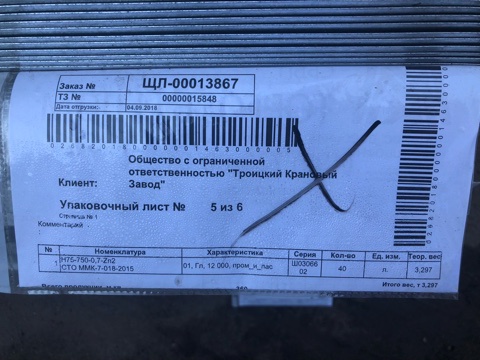 Заказ № ЩЛ-00013867
ТЗ № 00000015848
Дата отгрузки: 04.09.2018
Общество с ограниченной
ответственностью "Троицкий Крановый
Клиент: Завод"
Упаковочный лист № 5 из 6
Страница № 1
Комментарий:
№ Номенклатура Характеристика Серия Кол-во Ед. изм. Теор. вес
1 Н75-750-0,7-Zn2 СТО ММК-7-018-2015 01, Гл, 12 000, пром_и_пас Ш03066 02 40 л. 3,297
Итого вес, т 3,297